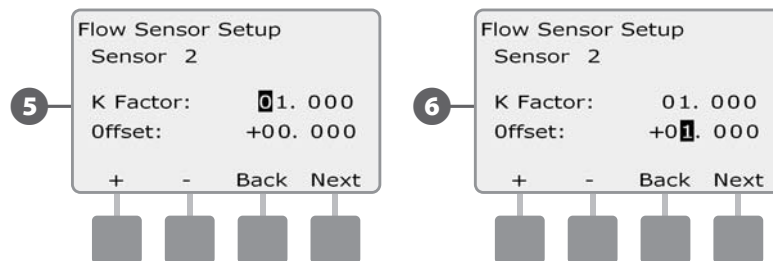 Flow Sensor Setup
Sensor 2
5
K Factor: 01. 000
Offset: +00. 000
+ - Back Next
Flow Sensor Setup
Sensor 2
6
K Factor: 01. 000
Offset: +01. 000
+ - Back Next